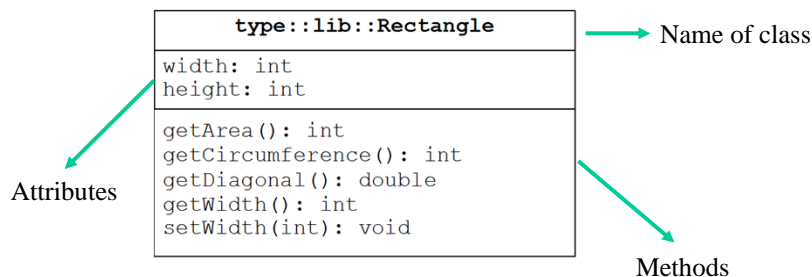 type::lib::Rectangle
Name of class
width: int
height: int
getArea(): int
getCircumference(): int
getDiagonal(): double
getWidth(): int
setWidth(int): void
Attributes
Methods